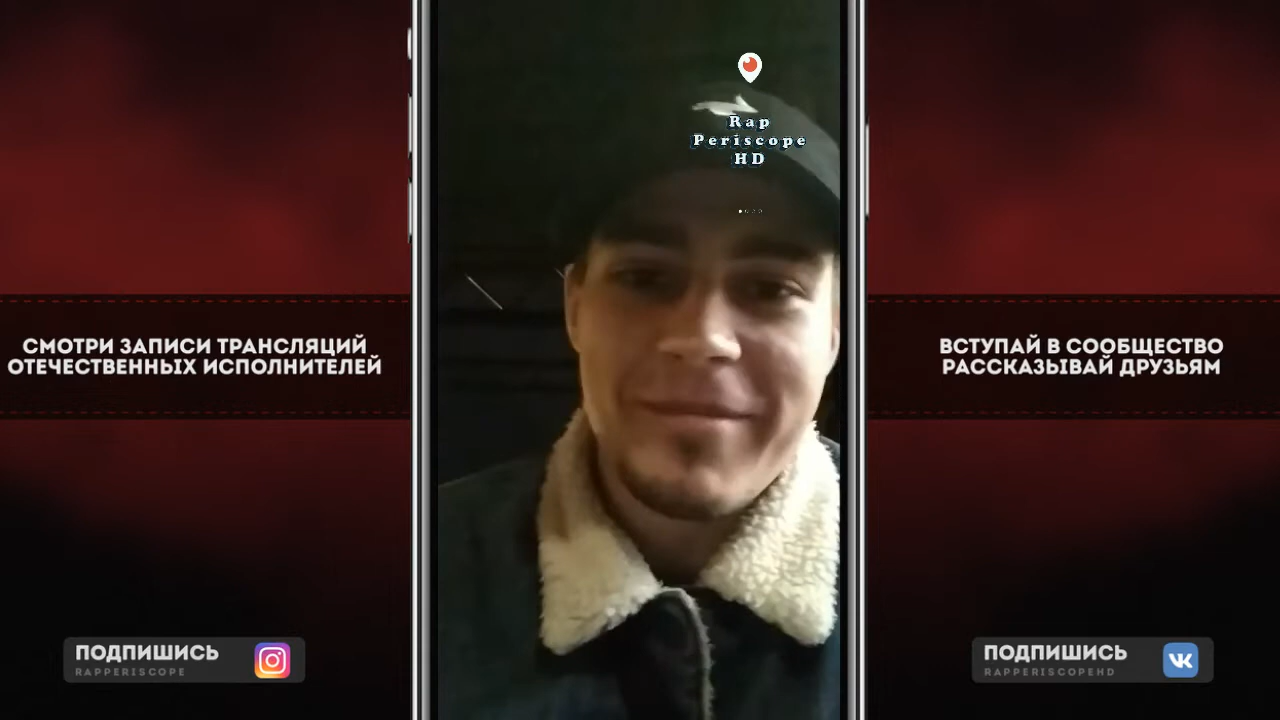 Rap
Periscope
HD
СМОТРИ ЗАПИСИ ТРАНСЛЯЦИЙ
ОТЕЧЕСТВЕННЫХ ИСПОЛНИТЕЛЕЙ
ВСТУПАЙ В СООБЩЕСТВО
РАССКАЗЫВАЙ ДРУЗЬЯМ
ПОДПИШИСЬ
RAPPERISCOPE
ПОДПИШИСЬ
RAPPERISCOPEHD